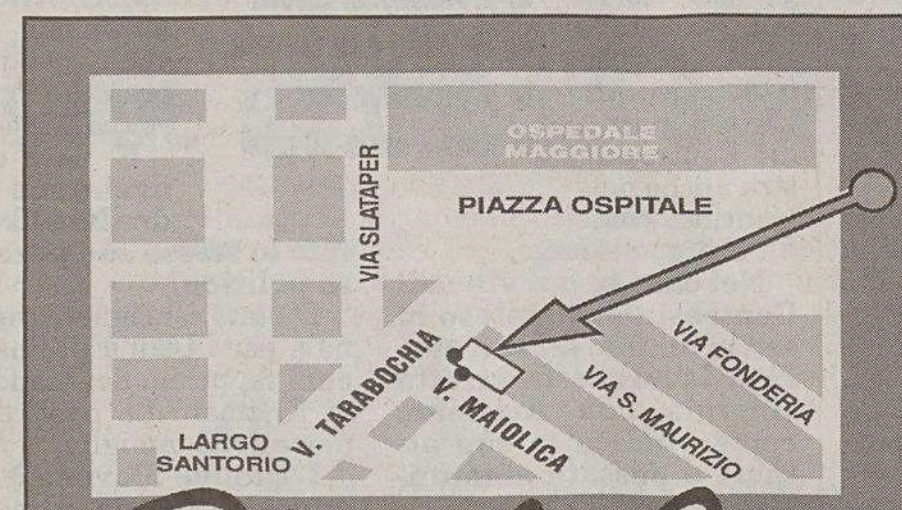 OSPEDALE
MAGGIORE
VIA SLATAPER
PIAZZA OSPITALE
VIA FONDERIA
V. TARABOCHIA
V. MAIOLICA
VIA S. MAURIZIO
LARGO
SANTORIO